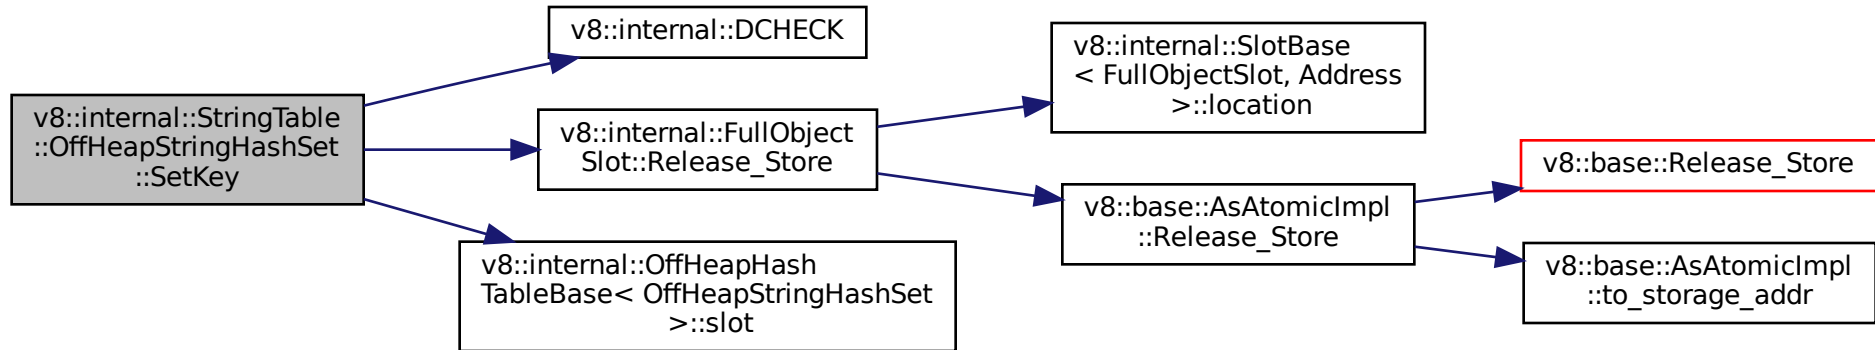 v8::internal::StringTable
::OffHeapStringHashSet
::SetKey
v8::internal::DCHECK
v8::internal::FullObject
Slot::Release_Store
v8::internal::OffHeapHash
TableBase< OffHeapStringHashSet
>::slot
v8::internal::SlotBase
< FullObjectSlot, Address
>::location
v8::base::AsAtomicImpl
::Release_Store
v8::base::Release_Store
v8::base::AsAtomicImpl
::to_storage_addr